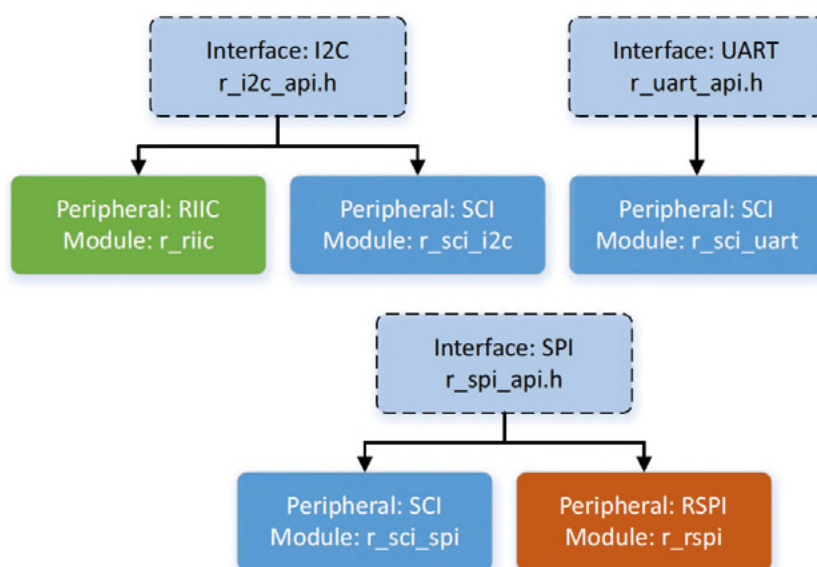 Interface: I2C
r_i2c_api.h
Interface: UART
r_uart_api.h
Peripheral: RIIC
Module: r_riic
Peripheral: SCI
Module: r_sci_i2c
Peripheral: SCI
Module: r_sci_uart
Interface: SPI
r_spi_api.h
Peripheral: SCI
Module: r_sci_spi
Peripheral: RSPI
Module: r_rspi